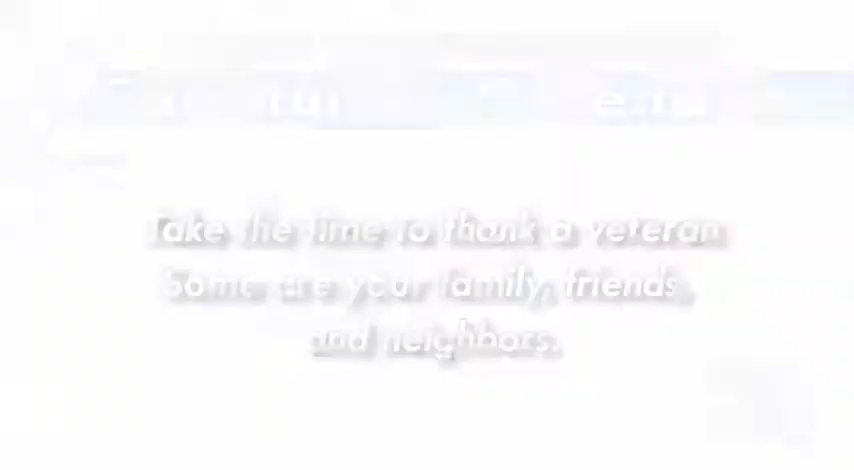 Take the time to thank a veteran
Some are your family, friends,
and neighbors.